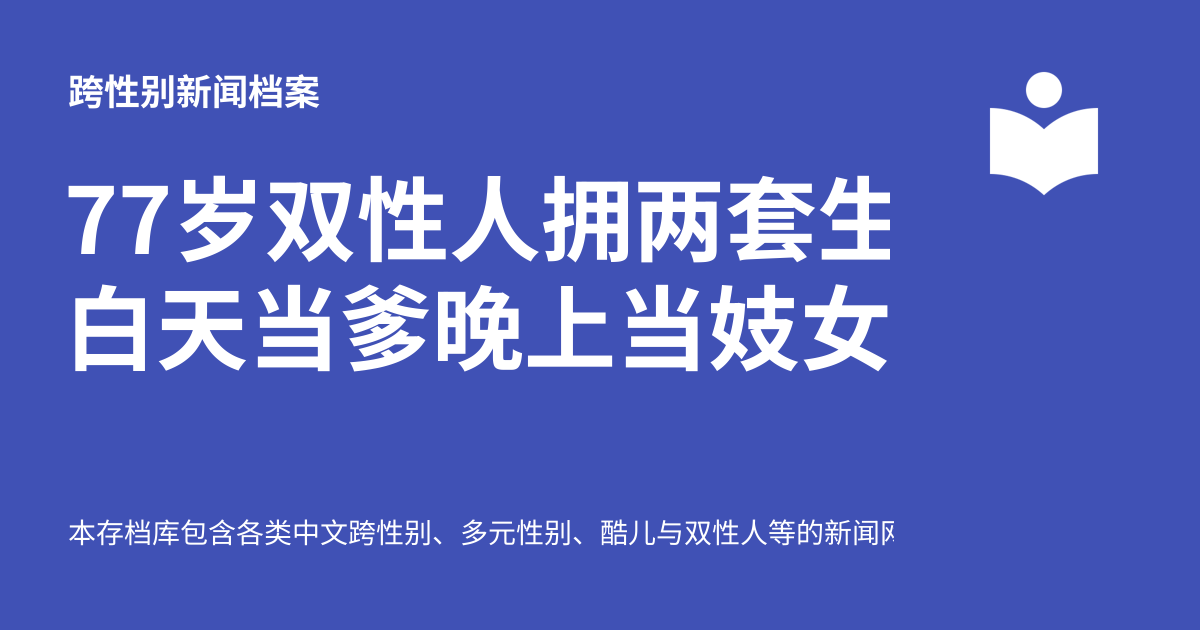 跨性别新闻档案
77岁双性人拥两套生
白天当爹晚上当妓女
本存档库包含各类中文跨性别、多元性别、酷儿与双性人等的新闻